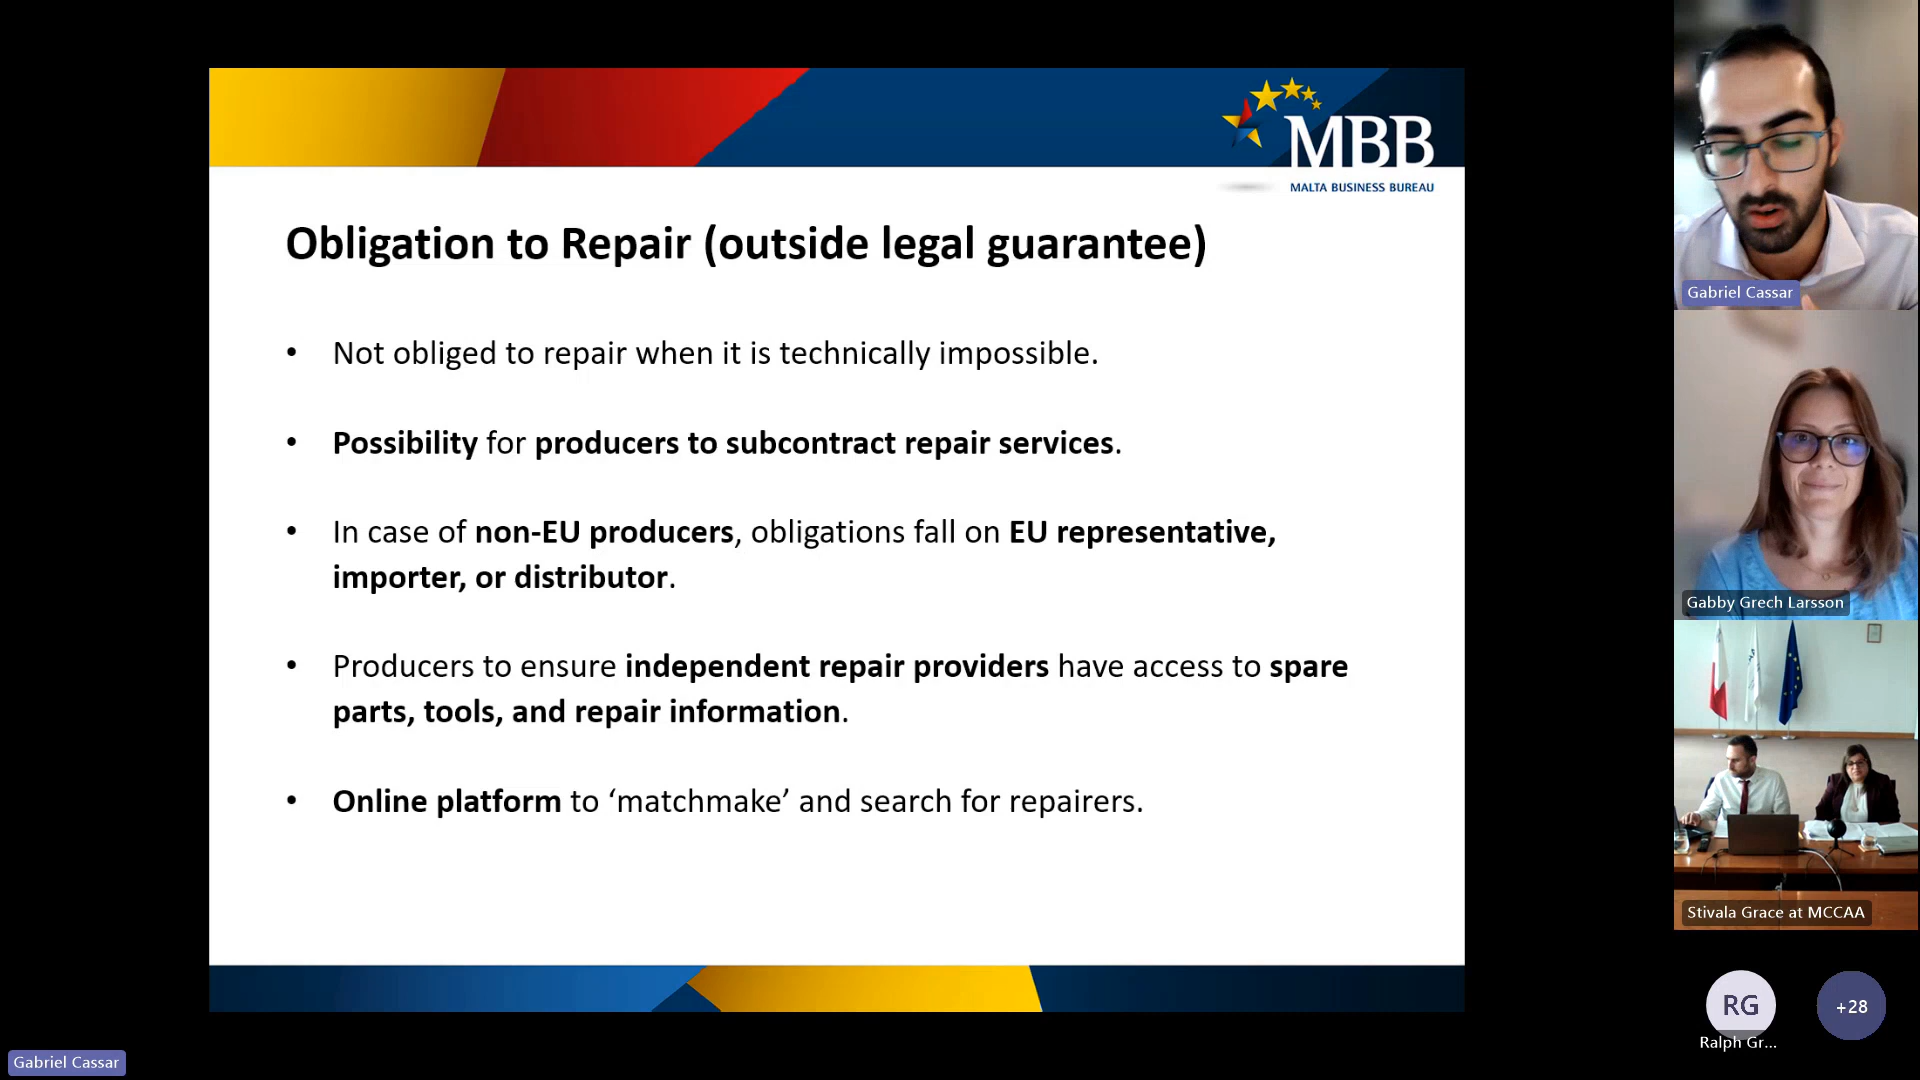 MBB
MALTA BUSINESS BUREAU
Obligation to Repair (outside legal guarantee)
• Not obliged to repair when it is technically impossible.
• Possibility for producers to subcontract repair services.
• In case of non-EU producers, obligations fall on EU representative,
importer, or distributor.
• Producers to ensure independent repair providers have access to spare
parts, tools, and repair information.
• Online platform to ‘matchmake’ and search for repairers.
Gabriel Cassar
Gabby Grech Larsson
Stivala Grace at MCCAA
RG
+28
Ralph Gr...
Gabriel Cassar